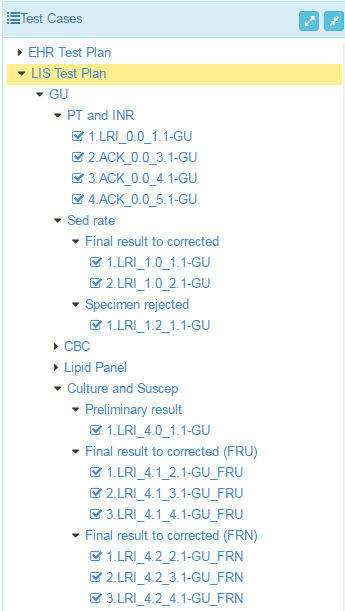 Test Cases
EHR Test Plan
LIS Test Plan
GU
PT and INR
1.LRI_0.0_1.1-GU
2.ACK_0.0_3.1-GU
3.ACK_0.0_4.1-GU
4.ACK_0.0_5.1-GU
Sed rate
Final result to corrected
1.LRI_1.0_1.1-GU
2.LRI_1.0_2.1-GU
Specimen rejected
1.LRI_1.2_1.1-GU
CBC
Lipid Panel
Culture and Suscep
Preliminary result
1.LRI_4.0_1.1-GU
Final result to corrected (FRU)
1.LRI_4.1_2.1-GU_FRU
2.LRI_4.1_3.1-GU_FRU
3.LRI_4.1_4.1-GU_FRU
Final result to corrected (FRN)
1.LRI_4.2_2.1-GU_FRN
2.LRI_4.2_3.1-GU_FRN
3.LRI_4.2_4.1-GU_FRN